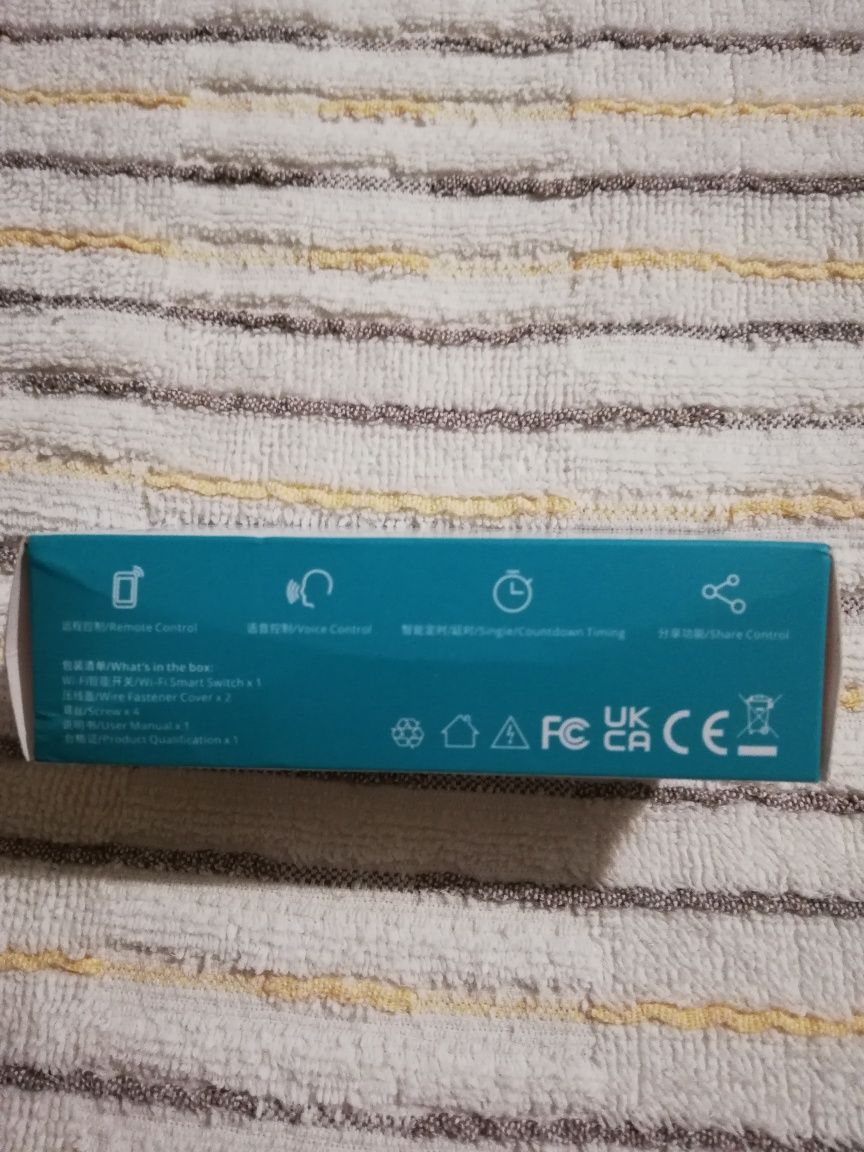 远程控制/Remote Control
语音控制/Voice Control
智能定时/延时/Single/Countdown Timing
分享功能/Share Control
包装清单/What's in the box:
Wi-Fi智能开关/Wi-Fi Smart Switch x 1
压线盖/Wire Fastener Cover x 2
螺丝/Screw x 4
说明书/User Manual x 1
合格证/Product Qualification x 1
FC
UK
CA
CE